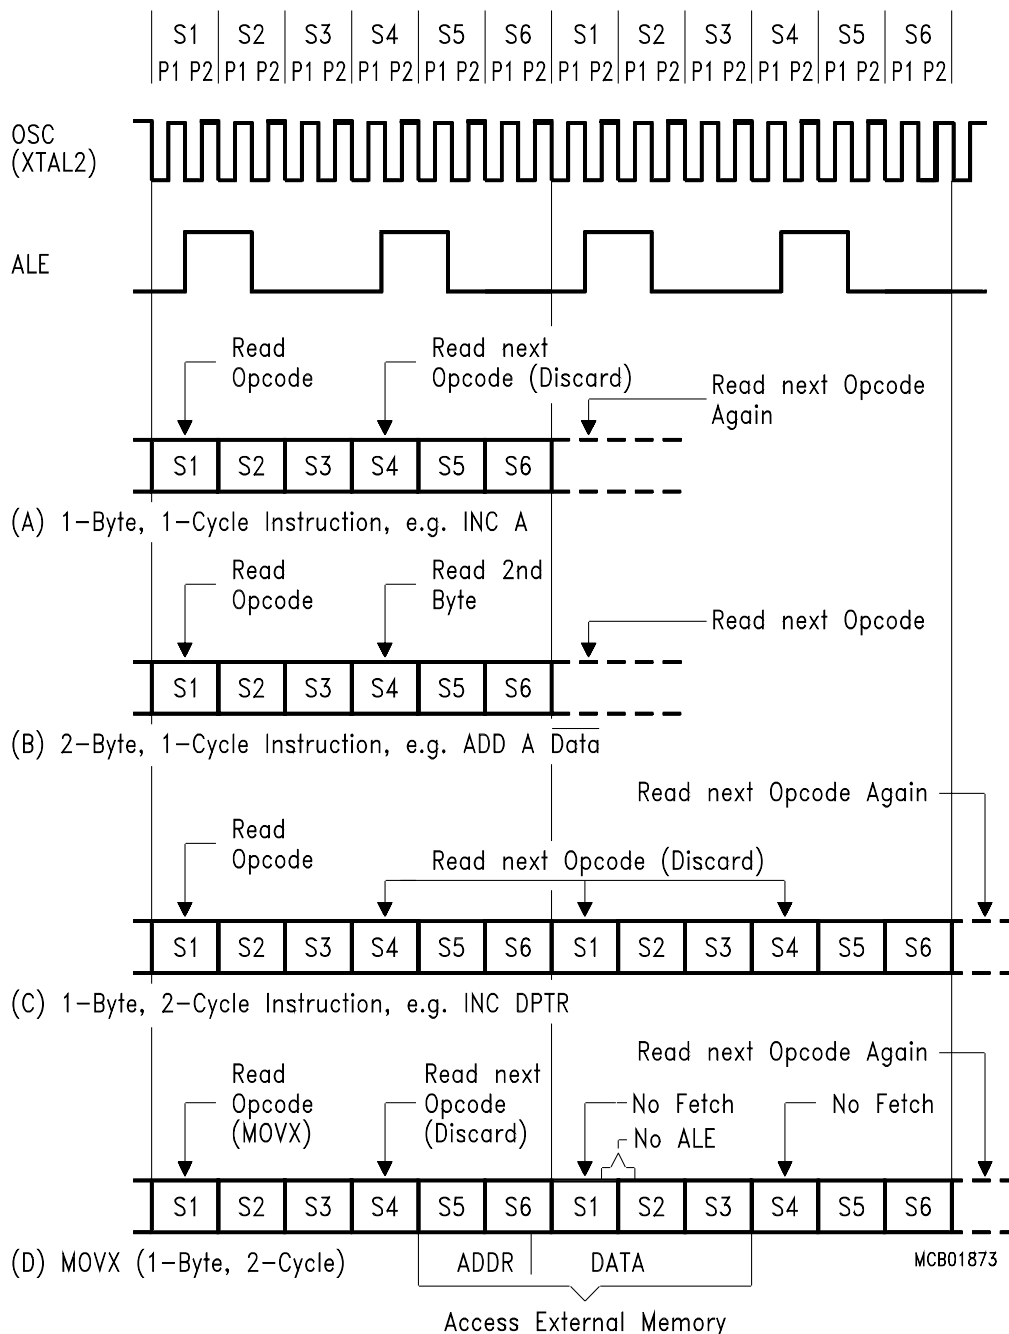 S1 S2 S3 S4 S5 S6 S1 S2 S3 S4 S5 S6
P1 P2 P1 P2 P1 P2 P1 P2 P1 P2 P1 P2 P1 P2 P1 P2 P1 P2 P1 P2 P1 P2 P1 P2
OSC
(XTAL2)
ALE
Read
Opcode
Read next
Opcode (Discard)
Read next Opcode
Again
S1 S2 S3 S4 S5 S6
(A) 1-Byte, 1-Cycle Instruction, e.g. INC A
Read
Opcode
Read 2nd
Byte
Read next Opcode
S1 S2 S3 S4 S5 S6
(B) 2-Byte, 1-Cycle Instruction, e.g. ADD A Data
Read next Opcode Again
Read
Opcode
Read next Opcode (Discard)
S1 S2 S3 S4 S5 S6 S1 S2 S3 S4 S5 S6
(C) 1-Byte, 2-Cycle Instruction, e.g. INC DPTR
Read next Opcode Again
Read
Opcode
(MOVX)
Read next
Opcode
(Discard)
No Fetch
No ALE
No Fetch
S1 S2 S3 S4 S5 S6 S1 S2 S3 S4 S5 S6
(D) MOVX (1-Byte, 2-Cycle)
ADDR
DATA
MCB01873
Access External Memory